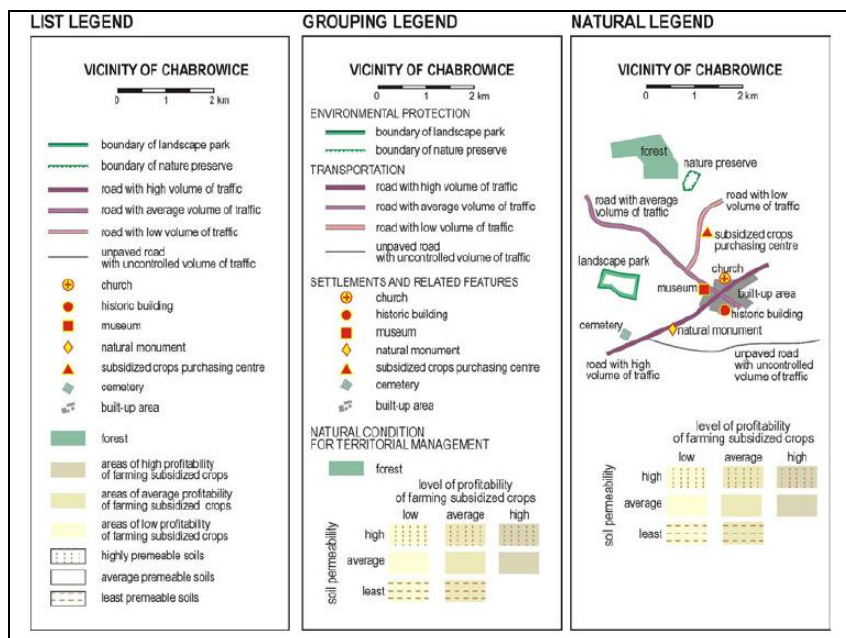 LIST LEGEND
VICINITY OF CHABROWICE
0 1 2 km
boundary of landscape park
boundary of nature preserve
road with high volume of traffic
road with average volume of traffic
road with low volume of traffic
unpaved road
with uncontrolled volume of traffic
church
historic building
museum
natural monument
subsidized crops purchasing centre
cemetery
built-up area
forest
areas of high profitability
of farming subsidized crops
areas of average profitability
of farming subsidized crops
areas of low profitability
of farming subsidized crops
highly premeable soils
average premeable soils
least premeable soils
GROUPING LEGEND
VICINITY OF CHABROWICE
0 1 2 km
ENVIRONMENTAL PROTECTION
boundary of landscape park
boundary of nature preserve
TRANSPORTATION
road with high volume of traffic
road with average volume of traffic
road with low volume of traffic
unpaved road
with uncontrolled volume of traffic
SETTLEMENTS AND RELATED FEATURES
church
historic building
museum
natural monument
subsidized crops purchasing centre
cemetery
built-up area
NATURAL CONDITION
FOR TERRITORIAL MANAGEMENT
forest
level of profitability
of farming subsidized crops
low average high
soil permeability
high
average
least
NATURAL LEGEND
VICINITY OF CHABROWICE
0 1 2 km
forest
nature preserve
road with average
volume of traffic
road with low
volume of traffic
subsidized crops
purchasing centre
landscape park
church
museum
built-up area
historic building
cemetery
natural monument
road with high
volume of traffic
unpaved road
with uncontrolled
volume of traffic
level of profitability
of farming subsidized crops
low average high
soil permeability
high
average
least